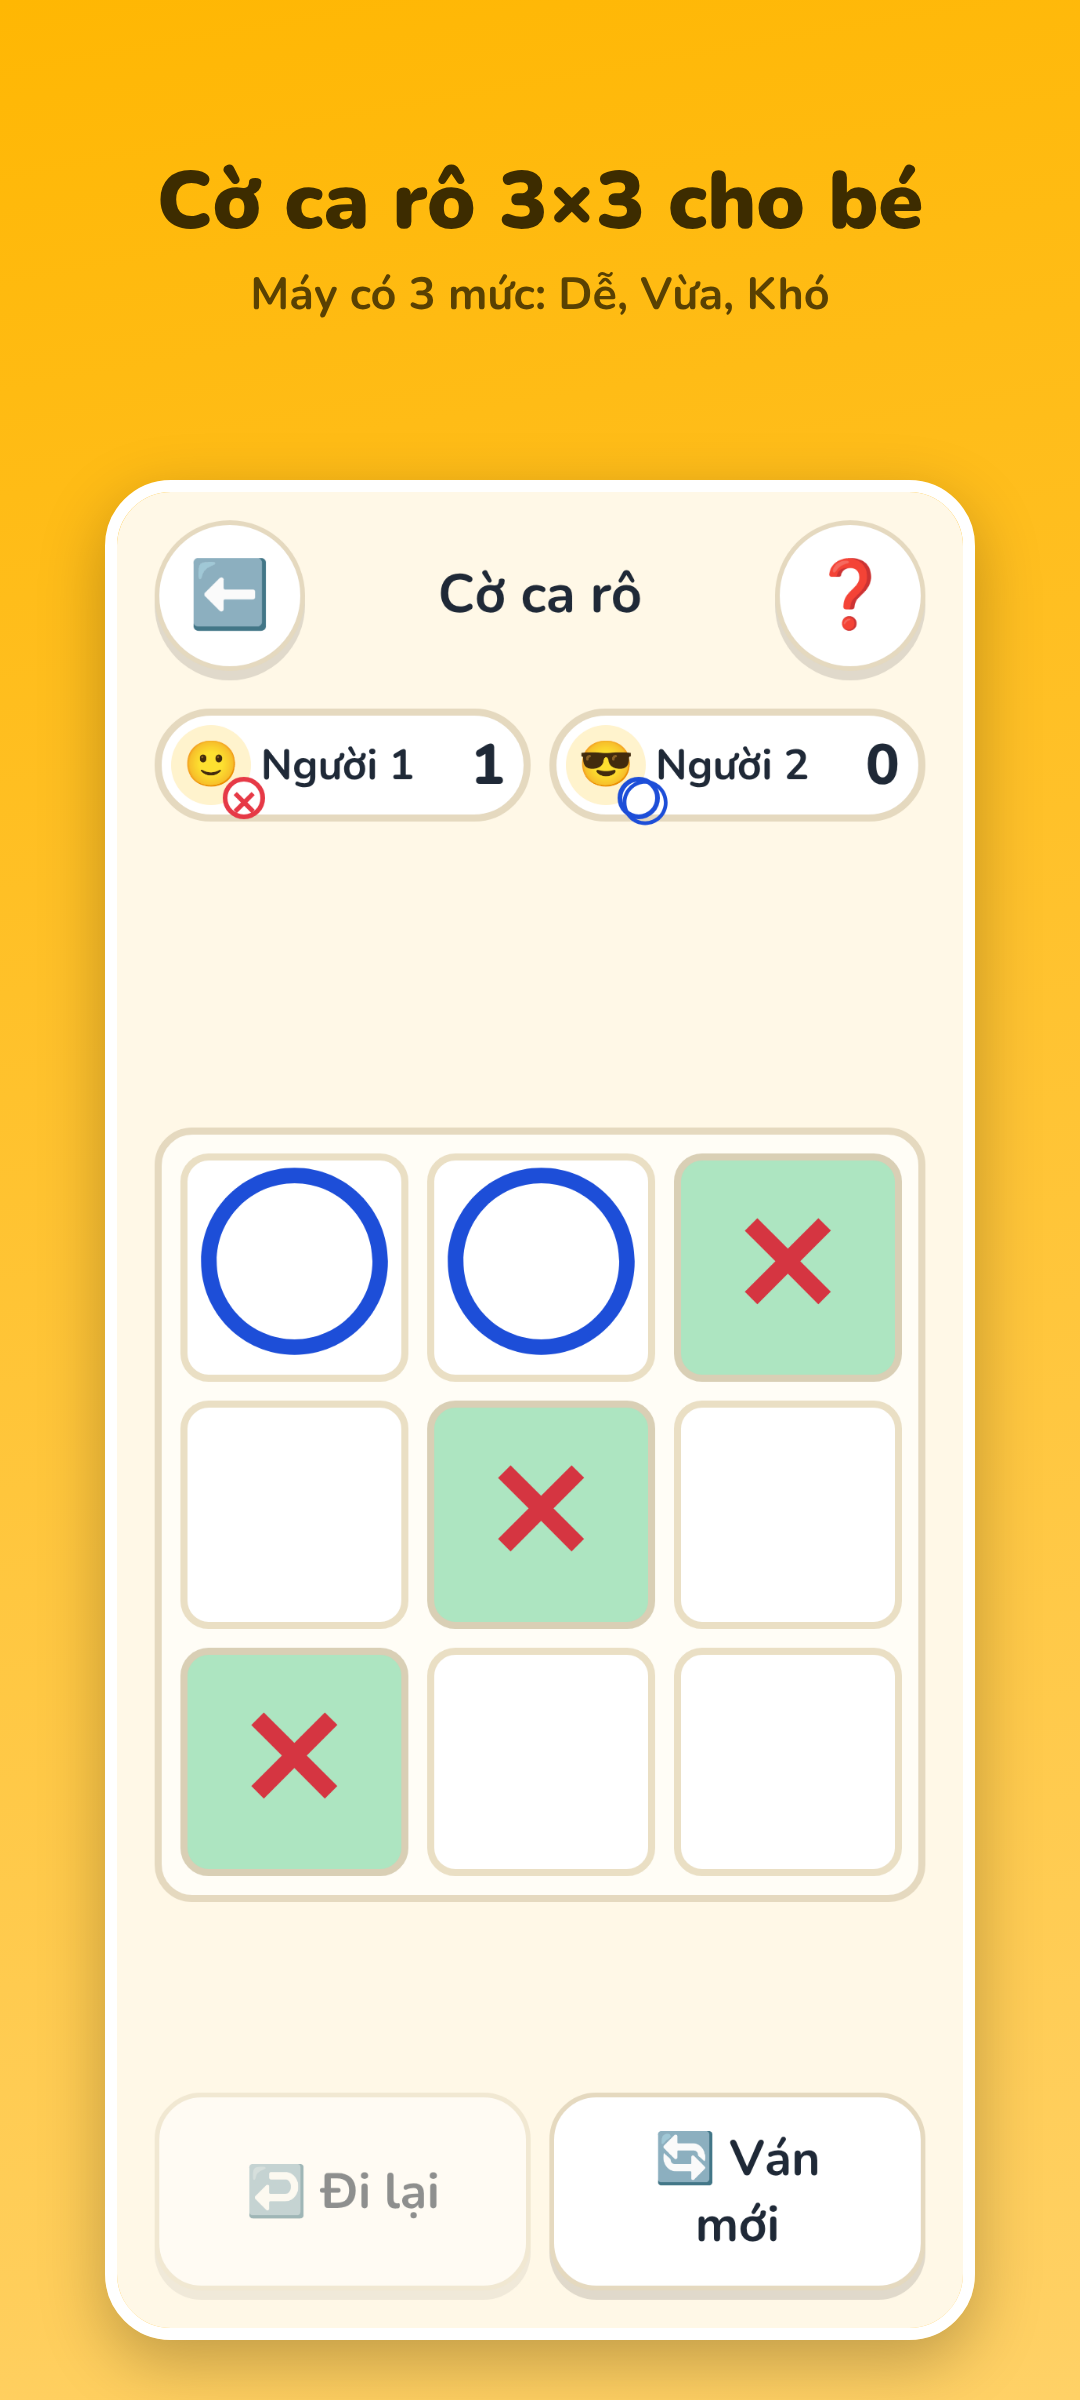 Cờ ca rô 3×3 cho bé
Máy có 3 mức: Dễ, Vừa, Khó
Cờ ca rô
Người 1 1
Người 2 0
Đi lại
Ván
mới